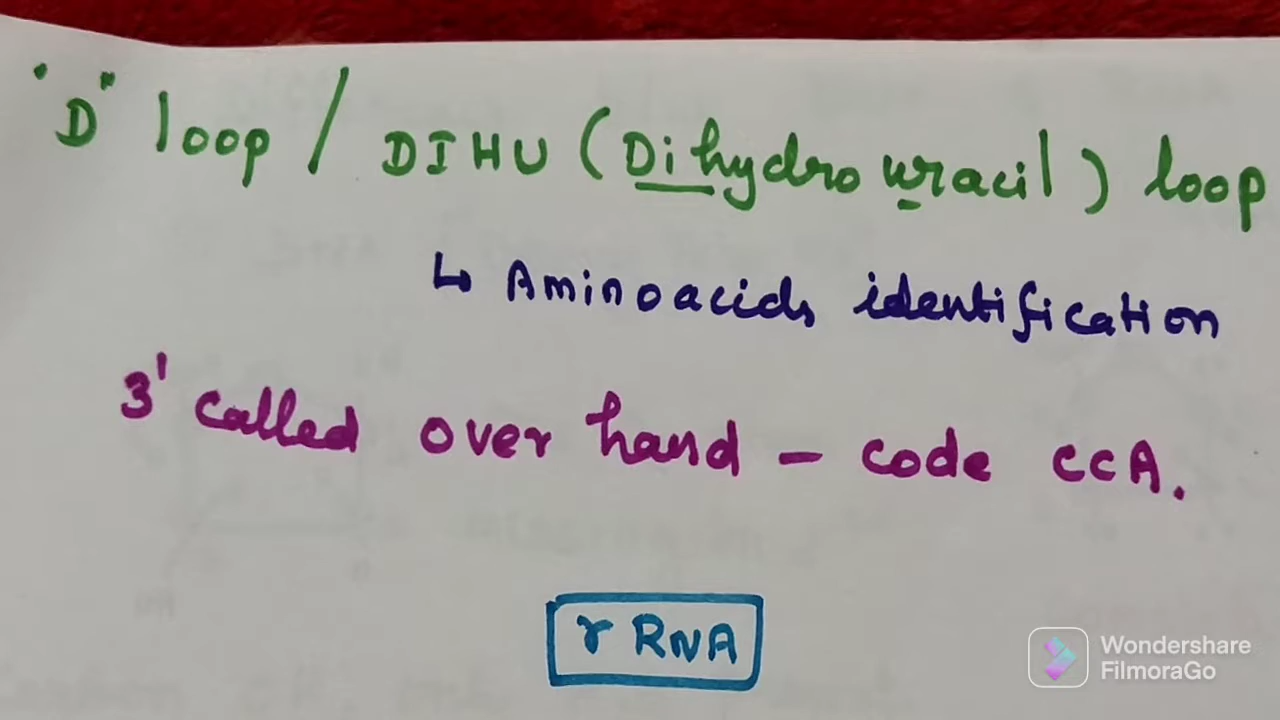 "D" loop / DIHU (Dihydrouracil) loop
↳ Aminoacids identification
3' called over hand - code CCA.
r RNA
Wondershare
FilmoraGo